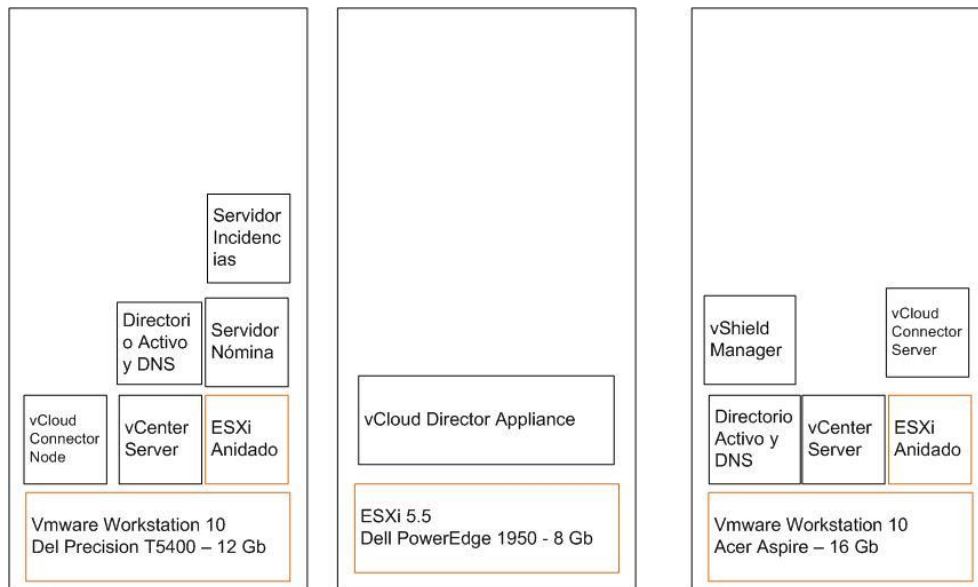 Servidor
Incidenc
ias
Directori
o Activo
y DNS
Servidor
Nómina
vCloud
Connector
Node
vCenter
Server
ESXi
Anidado
Vmware Workstation 10
Del Precision T5400 – 12 Gb
vCloud Director Appliance
ESXi 5.5
Dell PowerEdge 1950 - 8 Gb
vShield
Manager
vCloud
Connector
Server
Directorio
Activo y
DNS
vCenter
Server
ESXi
Anidado
Vmware Workstation 10
Acer Aspire – 16 Gb